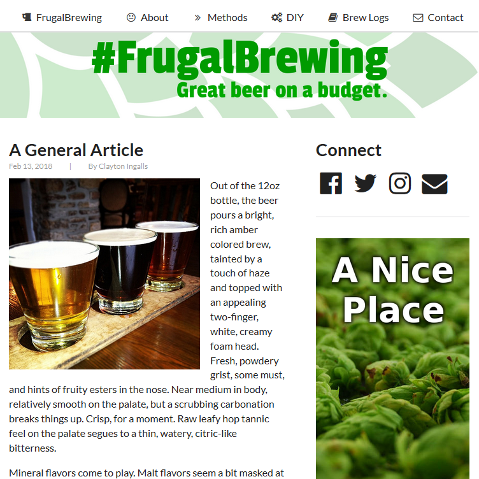 FrugalBrewing About Methods DIY Brew Logs Contact
#FrugalBrewing
Great beer on a budget.
A General Article
Feb 13, 2018 | By Clayton Ingalls
Out of the 12oz
bottle, the beer
pours a bright,
rich amber
colored brew,
tainted by a
touch of haze
and topped with
an appealing
two-finger,
white, creamy
foam head.
Fresh, powdery
grist, some must,
and hints of fruity esters in the nose. Near medium in body,
relatively smooth on the palate, but a scrubbing carbonation
breaks things up. Crisp, for a moment. Raw leafy hop tannic
feel on the palate segues to a thin, watery, citric-like
bitterness.
Mineral flavors come to play. Malt flavors seem a bit masked at
Connect
A Nice
Place